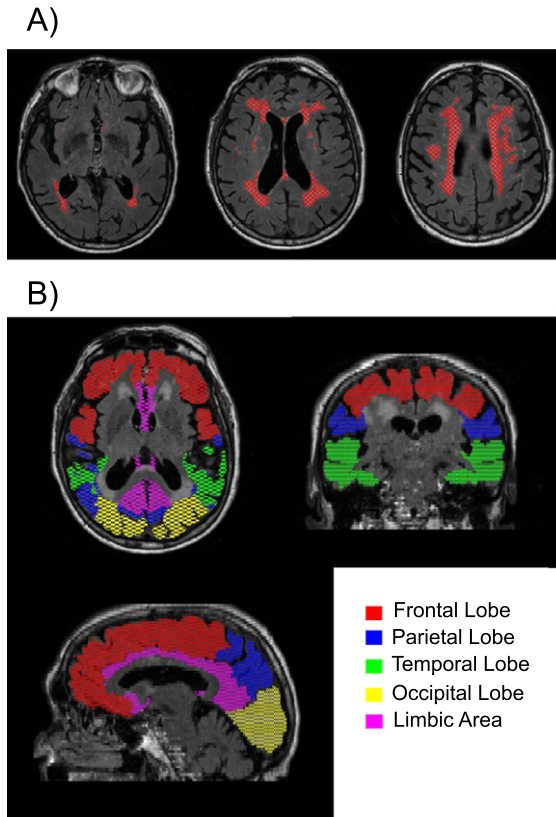 A)
B)
Frontal Lobe
Parietal Lobe
Temporal Lobe
Occipital Lobe
Limbic Area